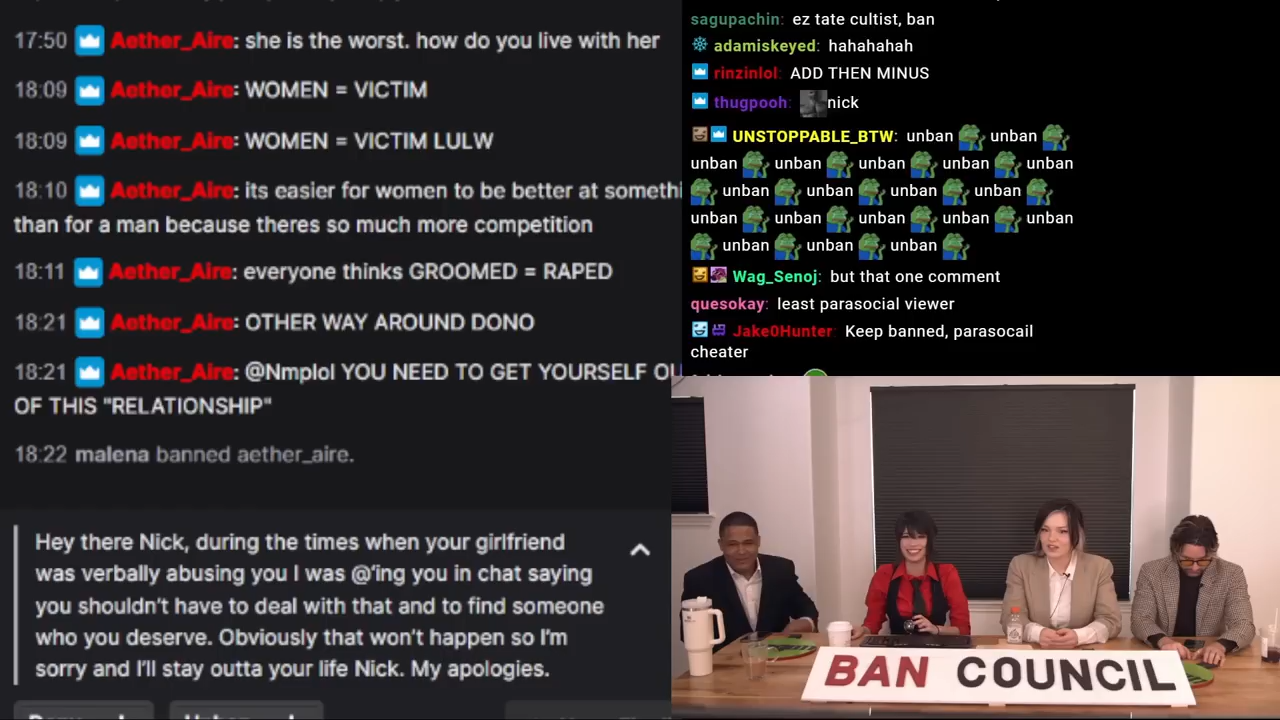 17:50 Aether_Aire: she is the worst. how do you live with her
18:09 Aether_Aire: WOMEN = VICTIM
18:09 Aether_Aire: WOMEN = VICTIM LULW
18:10 Aether_Aire: its easier for women to be better at somethi
than for a man because theres so much more competition
18:11 Aether_Aire: everyone thinks GROOMED = RAPED
18:21 Aether_Aire: OTHER WAY AROUND DONO
18:21 Aether_Aire: @Nmplol YOU NEED TO GET YOURSELF OU
OF THIS "RELATIONSHIP"
18:22 malena banned aether_aire.
Hey there Nick, during the times when your girlfriend
was verbally abusing you I was @'ing you in chat saying
you shouldn't have to deal with that and to find someone
who you deserve. Obviously that won't happen so I'm
sorry and I'll stay outta your life Nick. My apologies.
sagupachin: ez tate cultist, ban
adamiskeyed: hahahahah
rinzinlol: ADD THEN MINUS
thugpooh: nick
UNSTOPPABLE_BTW: unban unban
unban unban unban unban unban
unban unban unban unban
unban unban unban unban unban
unban unban unban
Wag_Senoj: but that one comment
quesokay: least parasocial viewer
Jake0Hunter: Keep banned, parasocail
cheater
BAN COUNCIL